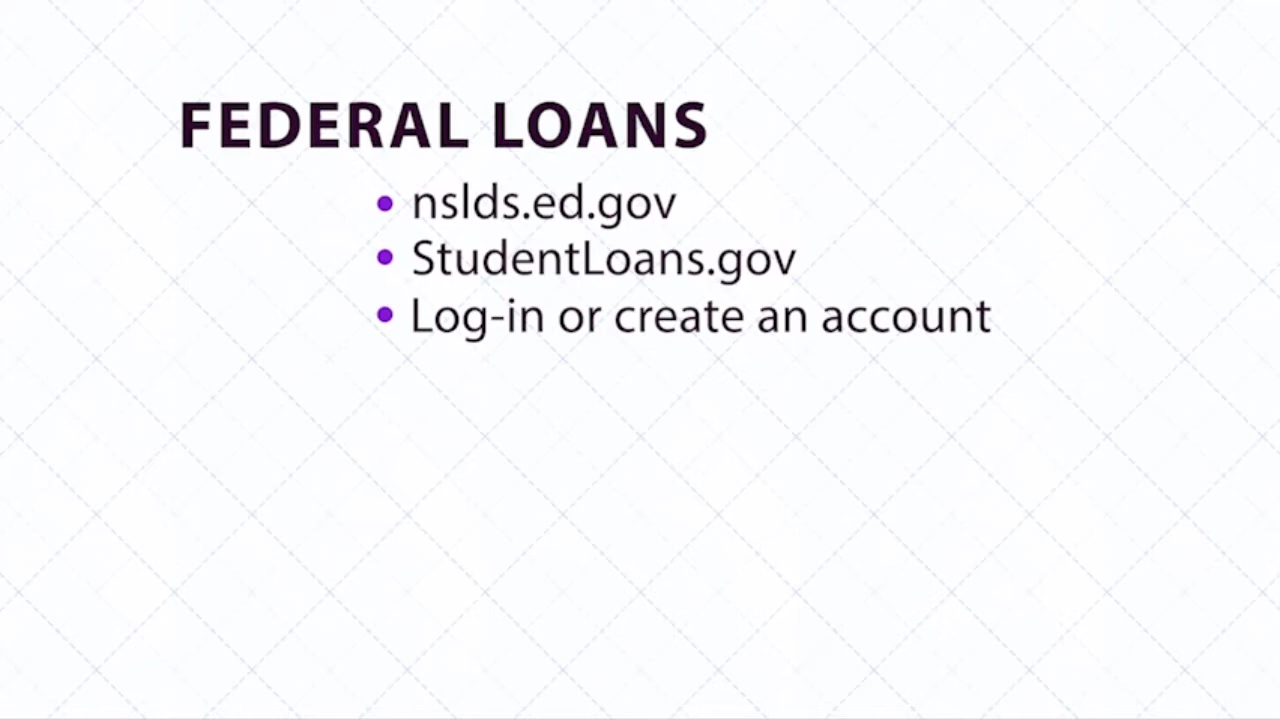 FEDERAL LOANS
• nslds.ed.gov
• StudentLoans.gov
• Log-in or create an account